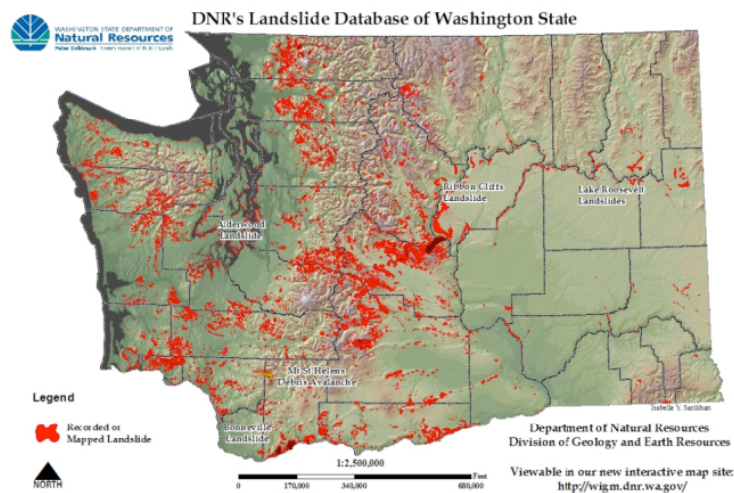 DNR's Landslide Database of Washington State
WASHINGTON STATE DEPARTMENT OF
Natural Resources
Peter Goldmark
Ribbon Cliffs
Landslide
Lake Roosevelt
Landslides
Alderwood
Landslide
Mt St Helens
Debris Avalanche
Bonneville
Landslide
Legend
Recorded or
Mapped Landslide
NORTH
Isabelle Y. Sarikhan
Department of Natural Resources
Division of Geology and Earth Resources
1:2,500,000
Feet
0 170,000 340,000 680,000
Viewable in our new interactive map site:
http://wigm.dnr.wa.gov/